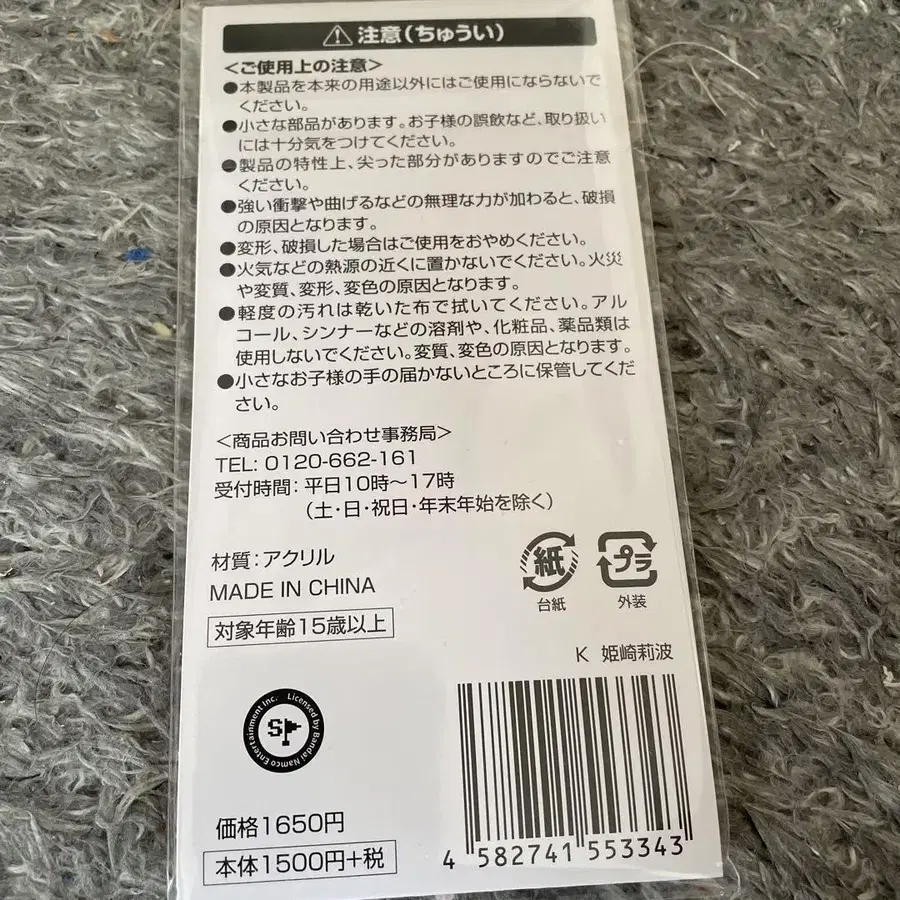 ⚠ 注意(ちゅうい)
<ご使用上の注意>
●本製品を本来の用途以外にはご使用にならないで
ください。
●小さな部品があります。お子様の誤飲など、取り扱い
には十分気をつけてください。
●製品の特性上、尖った部分がありますのでご注意
ください。
●強い衝撃や曲げるなどの無理な力が加わると、破損
の原因となります。
●変形、破損した場合はご使用をおやめください。
●火気などの熱源の近くに置かないでください。火災
や変質、変形、変色の原因となります。
●軽度の汚れは乾いた布で拭いてください。アル
コール、シンナーなどの溶剤や、化粧品、薬品類は
使用しないでください。変質、変色の原因となります。
●小さなお子様の手の届かないところに保管してくだ
さい。
<商品お問い合わせ事務局>
TEL: 0120-662-161
受付時間: 平日10時~17時
(土・日・祝日・年末年始を除く)
材質:アクリル
MADE IN CHINA
対象年齢15歳以上
紙
台紙
プラ
外装
K 姫崎莉波
Licensed by Bandai Namco Entertainment Inc.
S
価格1650円
本体1500円+税
4 582741 553343